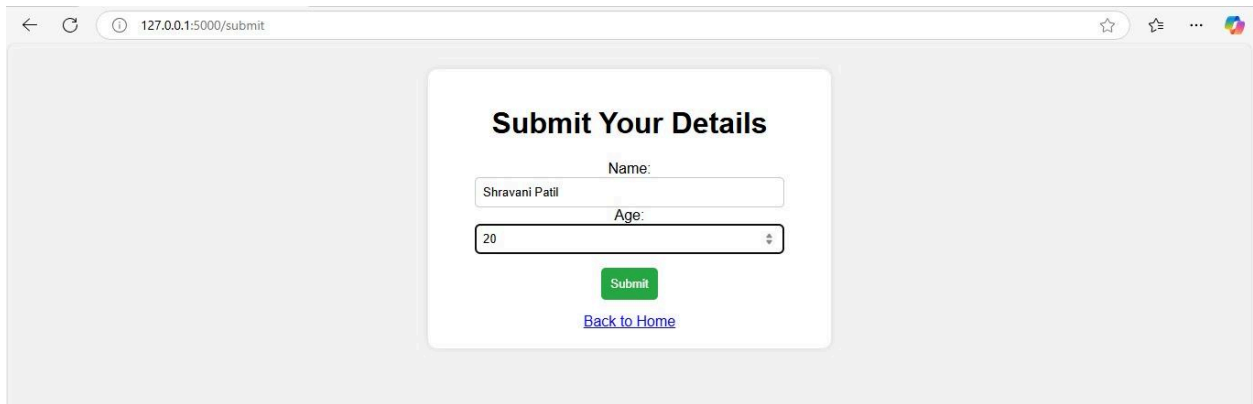 127.0.0.1:5000/submit
Submit Your Details
Name:
Shravani Patil
Age:
20
Submit
Back to Home